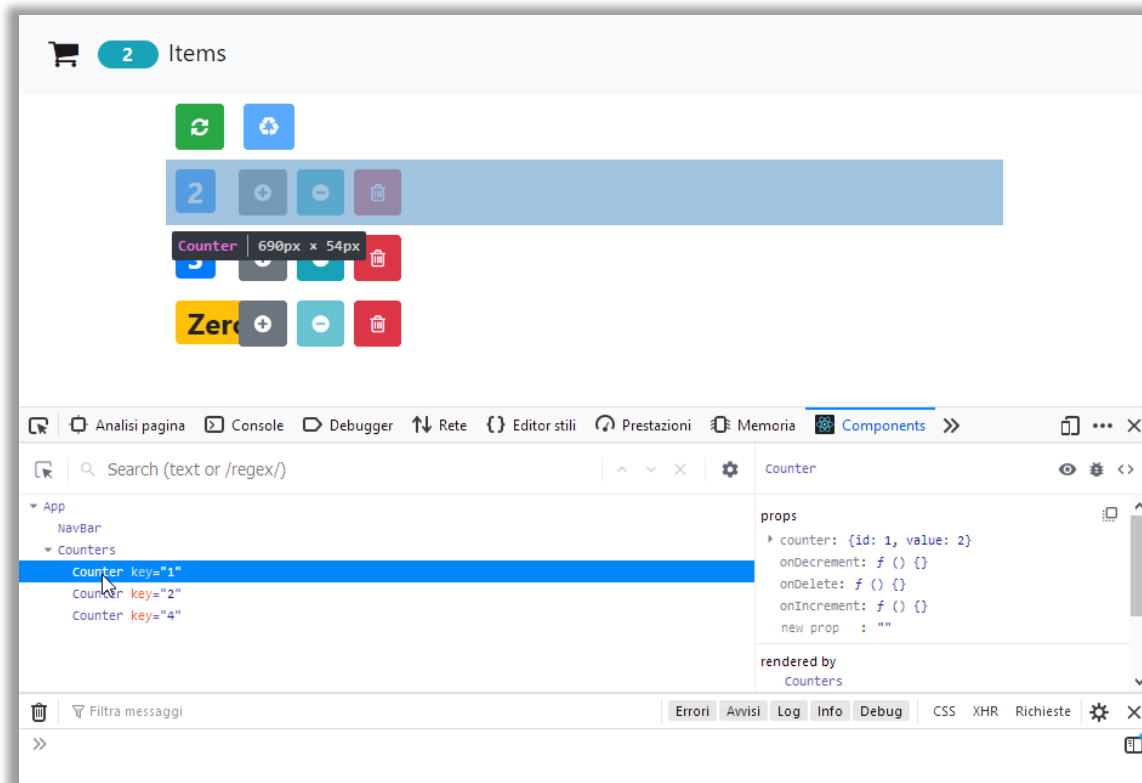 2 Items
2
Counter 690px × 54px
Zero
Analisi pagina Console Debugger Rete Editor stili Prestazioni Memoria Components
Search (text or /regex/)
Counter
App
NavBar
Counters
Counter key="1"
Counter key="2"
Counter key="4"
props
counter: {id: 1, value: 2}
onDecrement: ƒ () {}
onDelete: ƒ () {}
onIncrement: ƒ () {}
new prop : ""
rendered by
Counters
Filtra messaggi
Errori Avvisi Log Info Debug CSS XHR Richieste